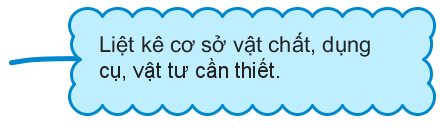 Liệt kê cơ sở vật chất, dụng
cụ, vật tư cần thiết.